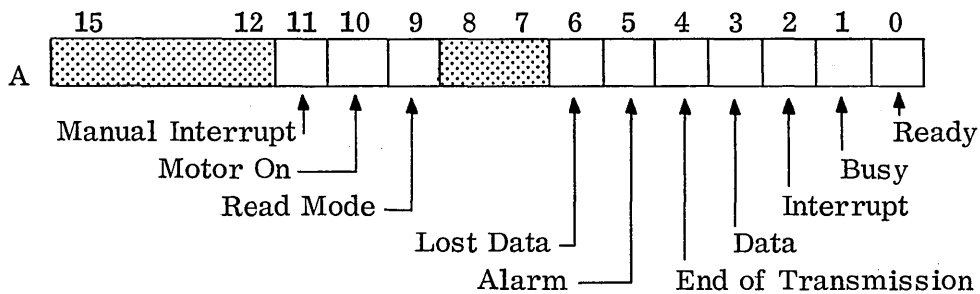 15 12 11 10 9 8 7 6 5 4 3 2 1 0
A
Manual Interrupt
Ready
Motor On
Busy
Read Mode
Interrupt
Lost Data
Data
Alarm
End of Transmission